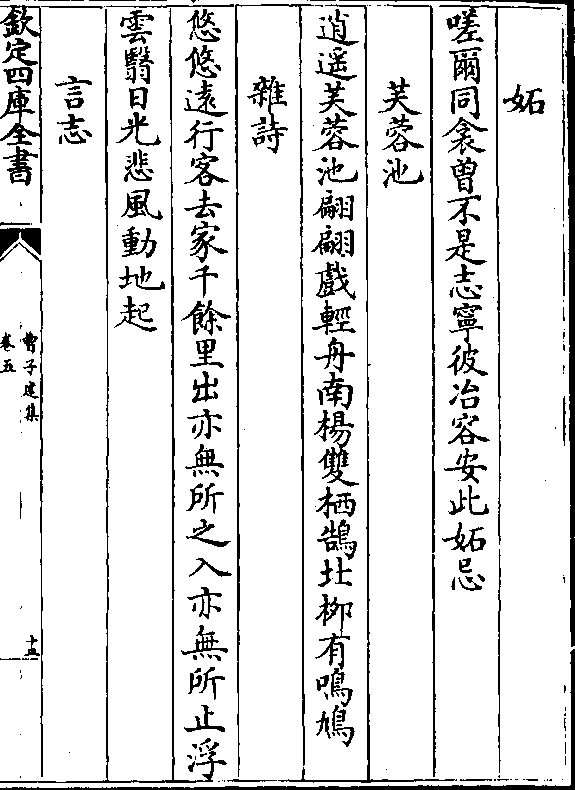 妬
嗟爾同衾曾不是志寧彼冶容安此妬忌
芙蓉池
逍遥芙蓉池翩翩戲輕舟南楊雙栖鵠北柳有鳴鳩
雜詩
悠悠遠行客去家千餘里出亦無所之入亦無所止浮
雲翳日光悲風動地起
言志
欽定四庫全書
曹子建集
卷五
十五